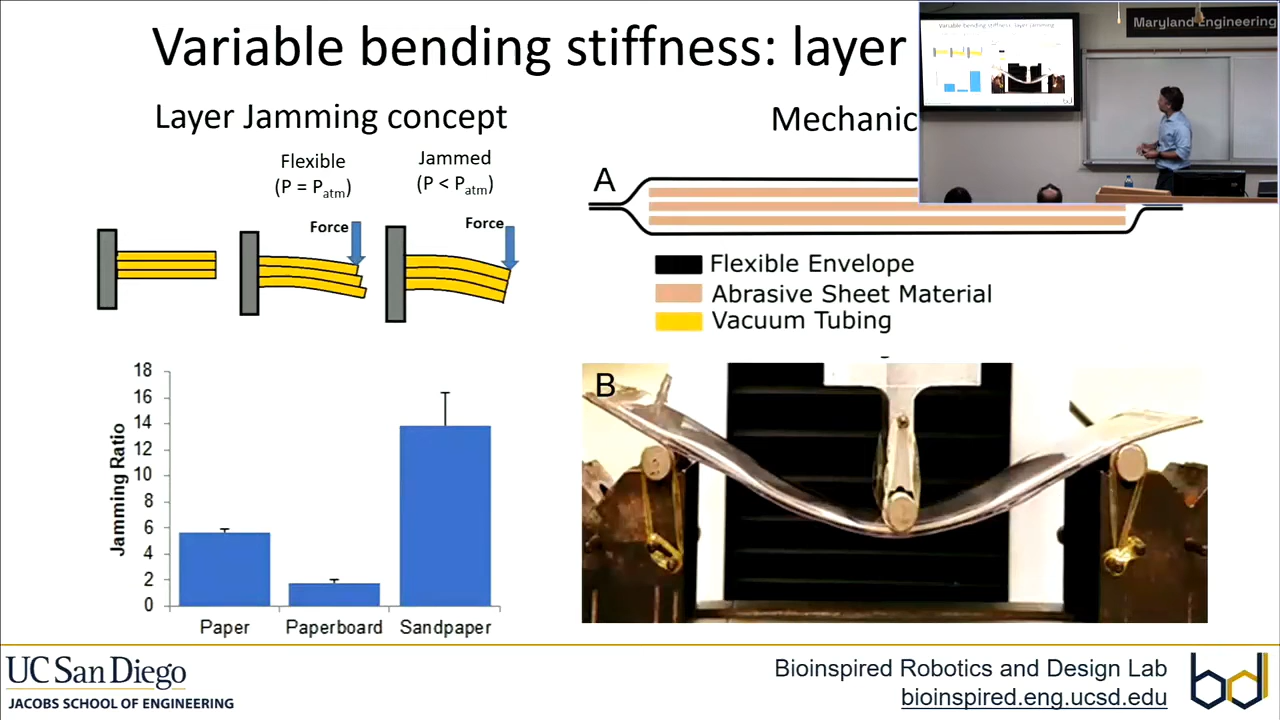 Variable bending stiffness: layer
Maryland Engineering
Layer Jamming concept
Mechanic
Flexible
(P = Patm)
Jammed
(P < Patm)
Force
Force
A
Flexible Envelope
Abrasive Sheet Material
Vacuum Tubing
18
16
14
12
10
8
6
4
2
0
Jamming Ratio
Paper
Paperboard
Sandpaper
B
UC San Diego
JACOBS SCHOOL OF ENGINEERING
Bioinspired Robotics and Design Lab
bioinspired.eng.ucsd.edu
bd